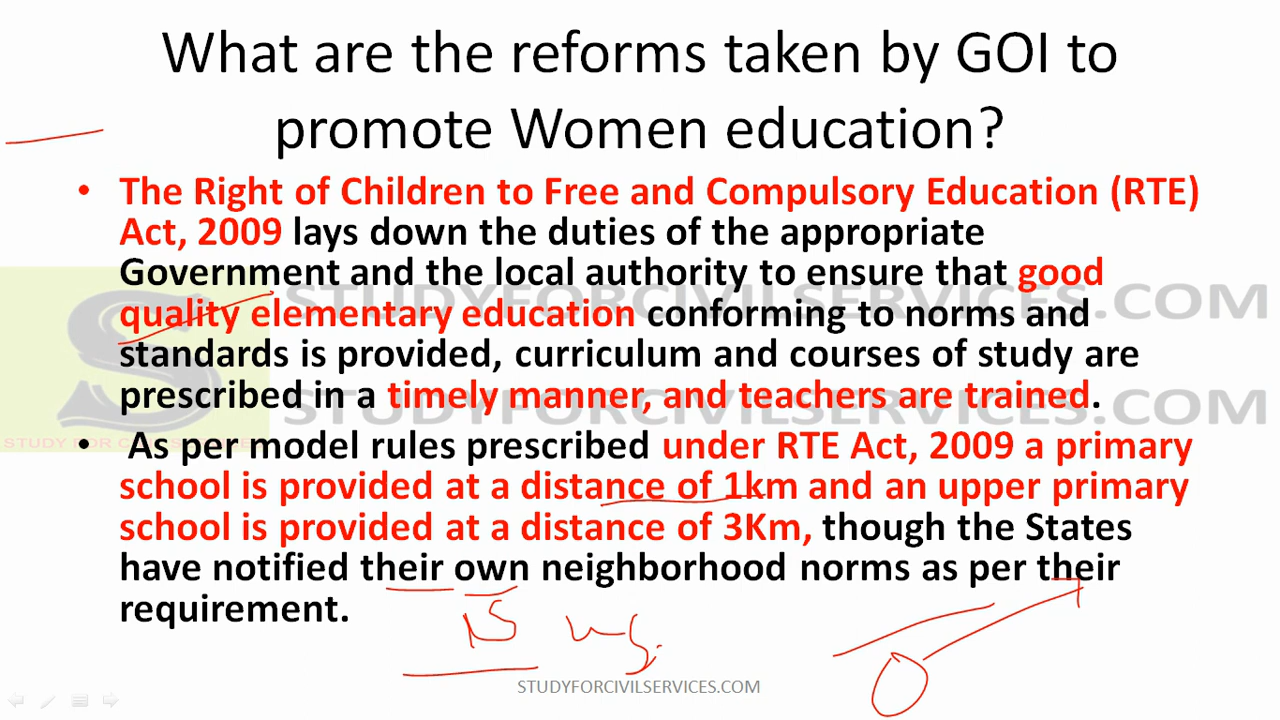 What are the reforms taken by GOI to
promote Women education?
• The Right of Children to Free and Compulsory Education (RTE)
Act, 2009 lays down the duties of the appropriate
Government and the local authority to ensure that good
quality elementary education conforming to norms and
standards is provided, curriculum and courses of study are
prescribed in a timely manner, and teachers are trained.
• As per model rules prescribed under RTE Act, 2009 a primary
school is provided at a distance of 1km and an upper primary
school is provided at a distance of 3Km, though the States
have notified their own neighborhood norms as per their
requirement.
STUDYFORCIVILSERVICES.COM
STUDYFORCIVILSERVICES.COM
STUDYFORCIVILSERVICES.COM